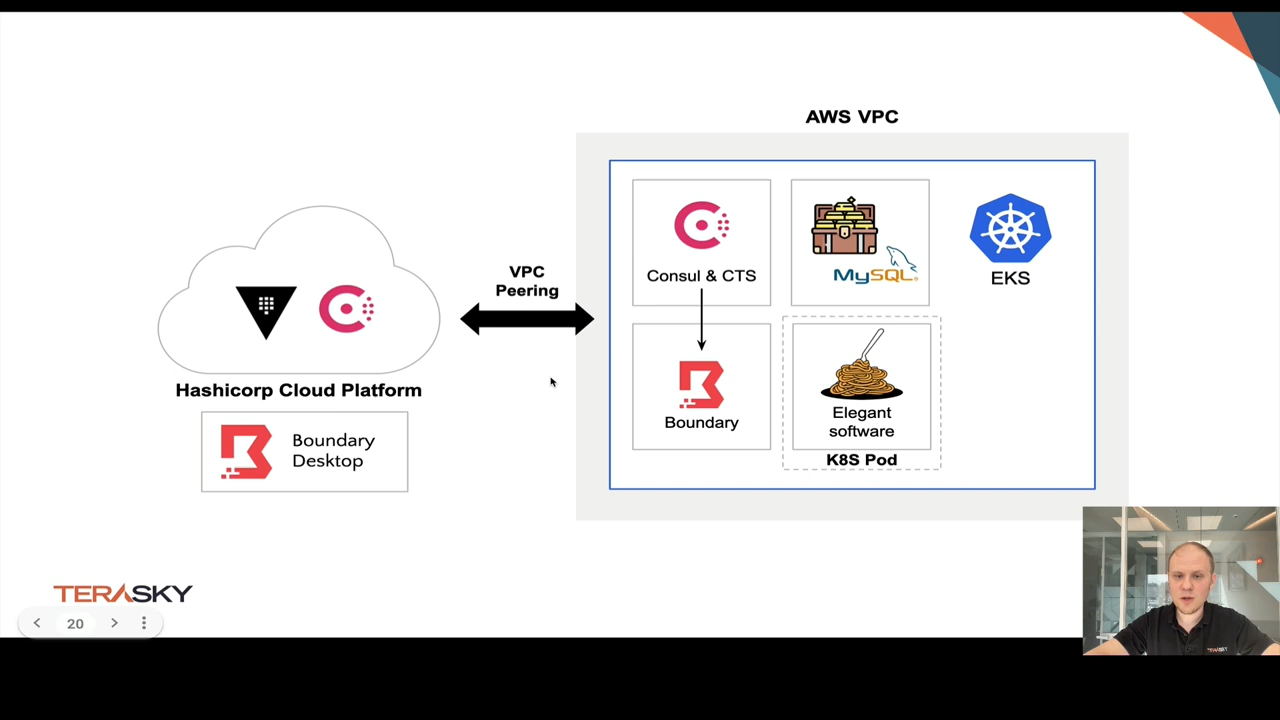 AWS VPC
Consul & CTS
MySQL
EKS
VPC
Peering
Hashicorp Cloud Platform
Boundary
Desktop
Boundary
Elegant
software
K8S Pod
TERASKY
20
TERASKY